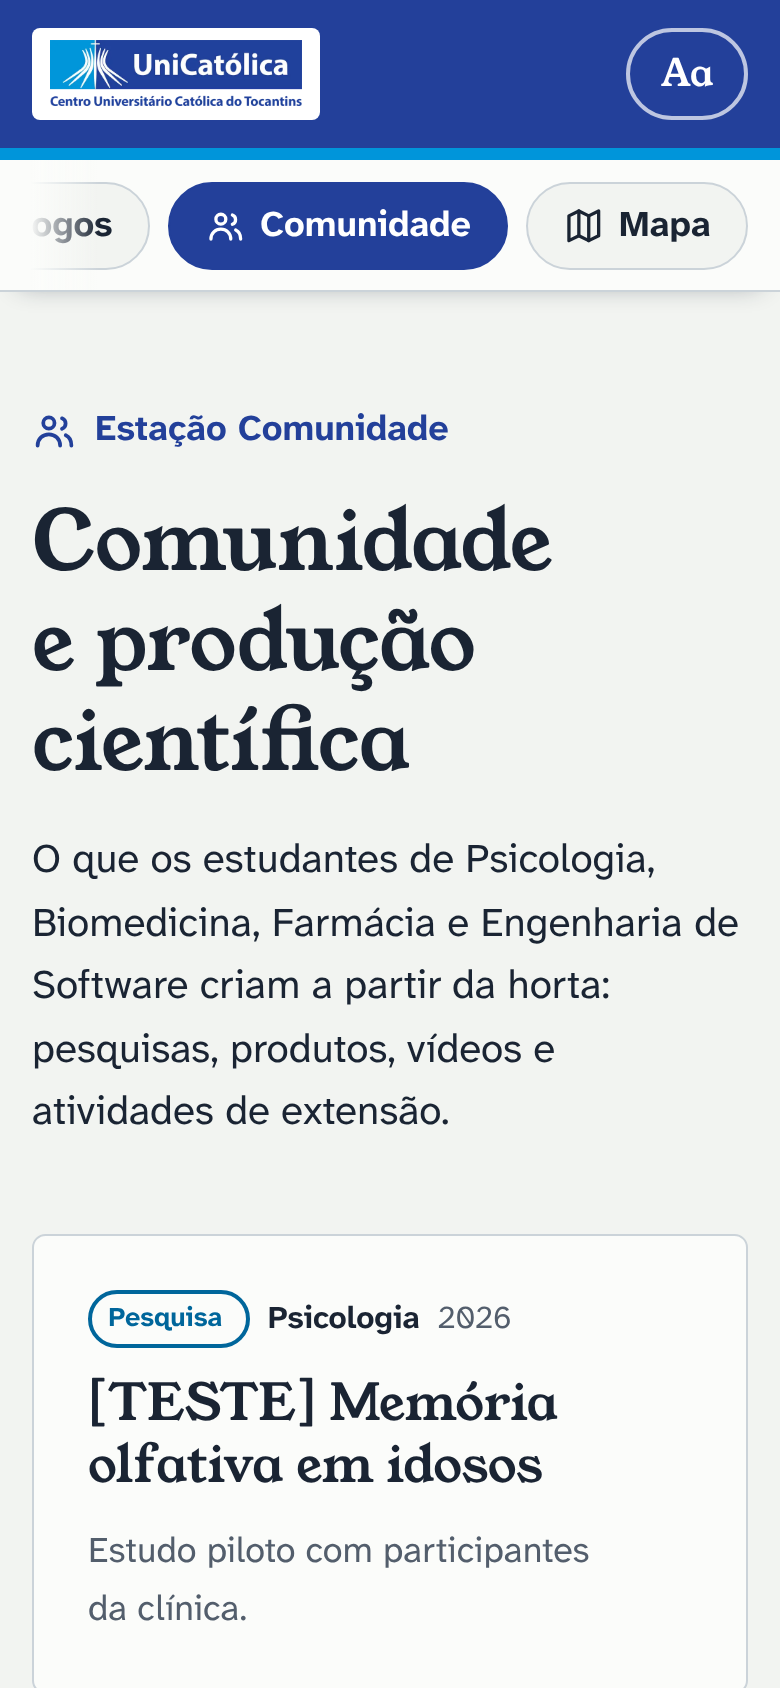 UniCatólica
Centro Universitário Católica do Tocantins
Aa
ogos
Comunidade
Mapa
Estação Comunidade
Comunidade
e produção
científica
O que os estudantes de Psicologia,
Biomedicina, Farmácia e Engenharia de
Software criam a partir da horta:
pesquisas, produtos, vídeos e
atividades de extensão.
Pesquisa Psicologia 2026
[TESTE] Memória
olfativa em idosos
Estudo piloto com participantes
da clínica.